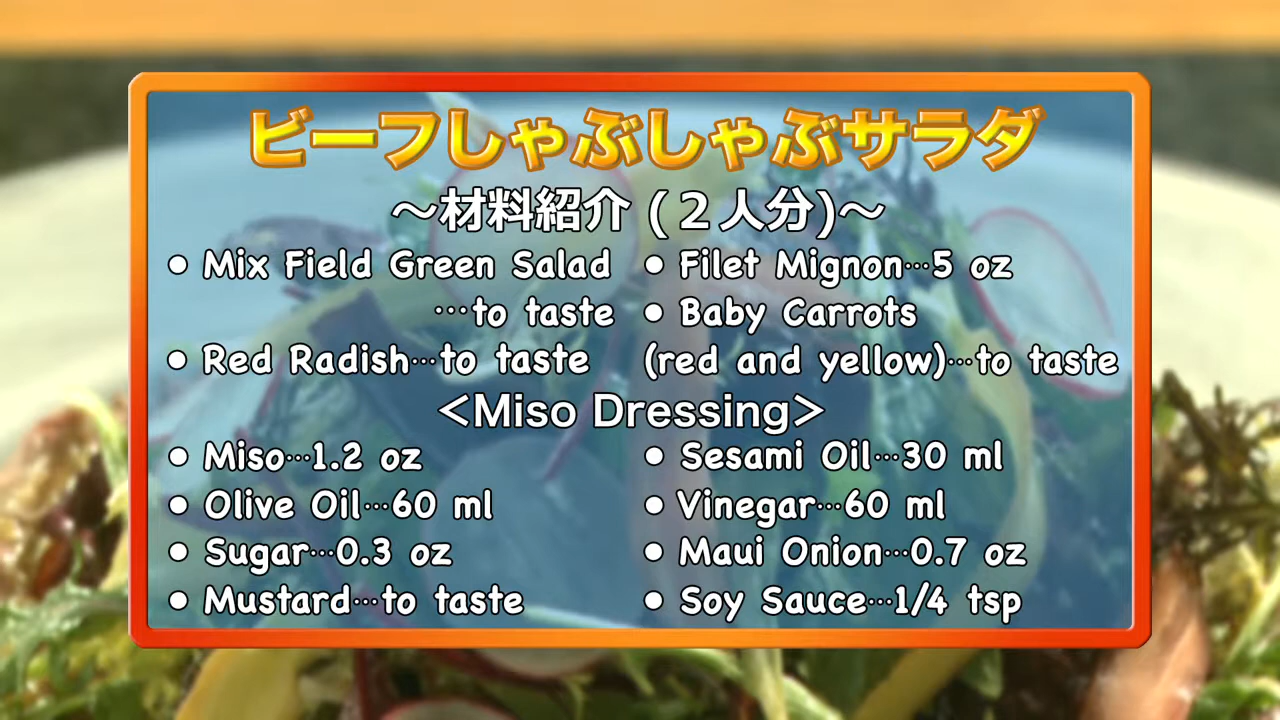 ビーフしゃぶしゃぶサラダ
～材料紹介 (２人分)～
• Mix Field Green Salad
…to taste
• Red Radish…to taste
• Filet Mignon…5 oz
• Baby Carrots
(red and yellow)…to taste
<Miso Dressing>
• Miso…1.2 oz
• Olive Oil…60 ml
• Sugar…0.3 oz
• Mustard…to taste
• Sesami Oil…30 ml
• Vinegar…60 ml
• Maui Onion…0.7 oz
• Soy Sauce…1/4 tsp